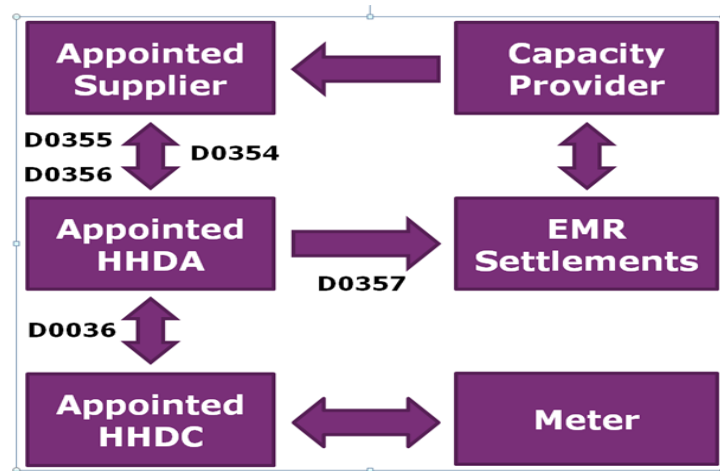 Appointed
Supplier
Capacity
Provider
D0355
D0354
D0356
Appointed
HHDA
EMR
Settlements
D0357
D0036
Appointed
HHDC
Meter